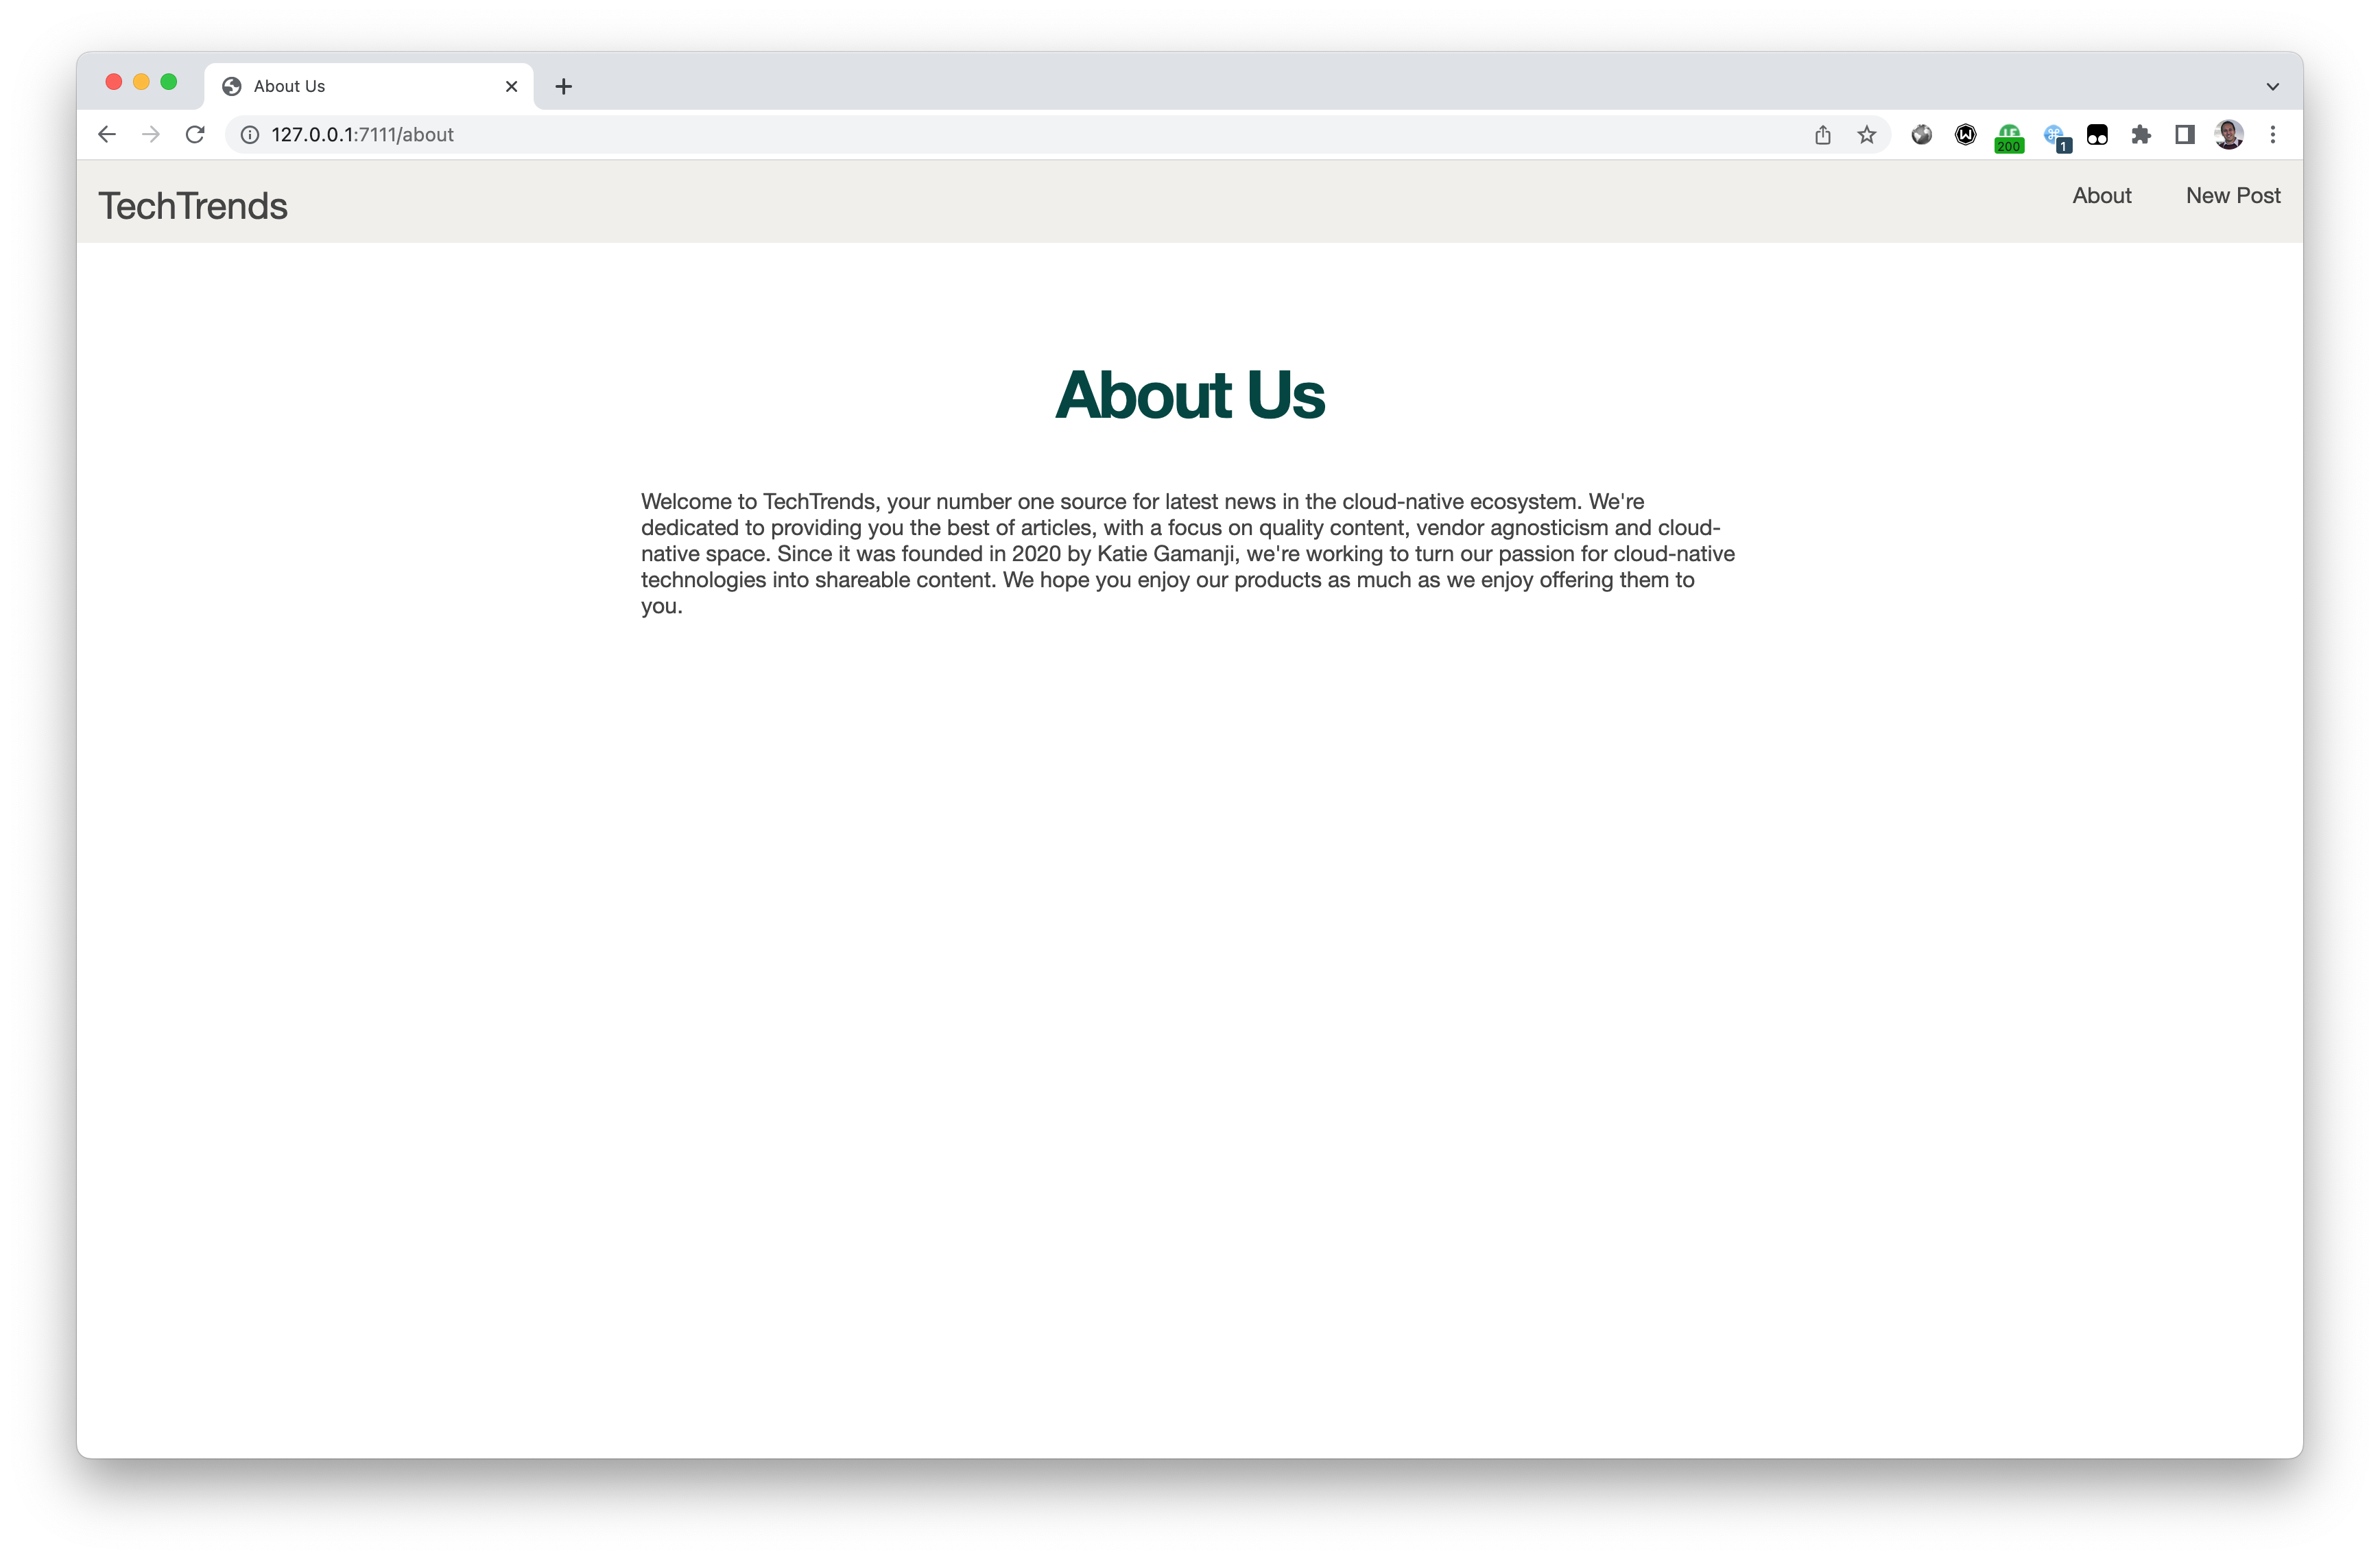 About Us
127.0.0.1:7111/about
200
1
TechTrends
About
New Post
About Us
Welcome to TechTrends, your number one source for latest news in the cloud-native ecosystem. We're
dedicated to providing you the best of articles, with a focus on quality content, vendor agnosticism and cloud-
native space. Since it was founded in 2020 by Katie Gamanji, we're working to turn our passion for cloud-native
technologies into shareable content. We hope you enjoy our products as much as we enjoy offering them to
you.